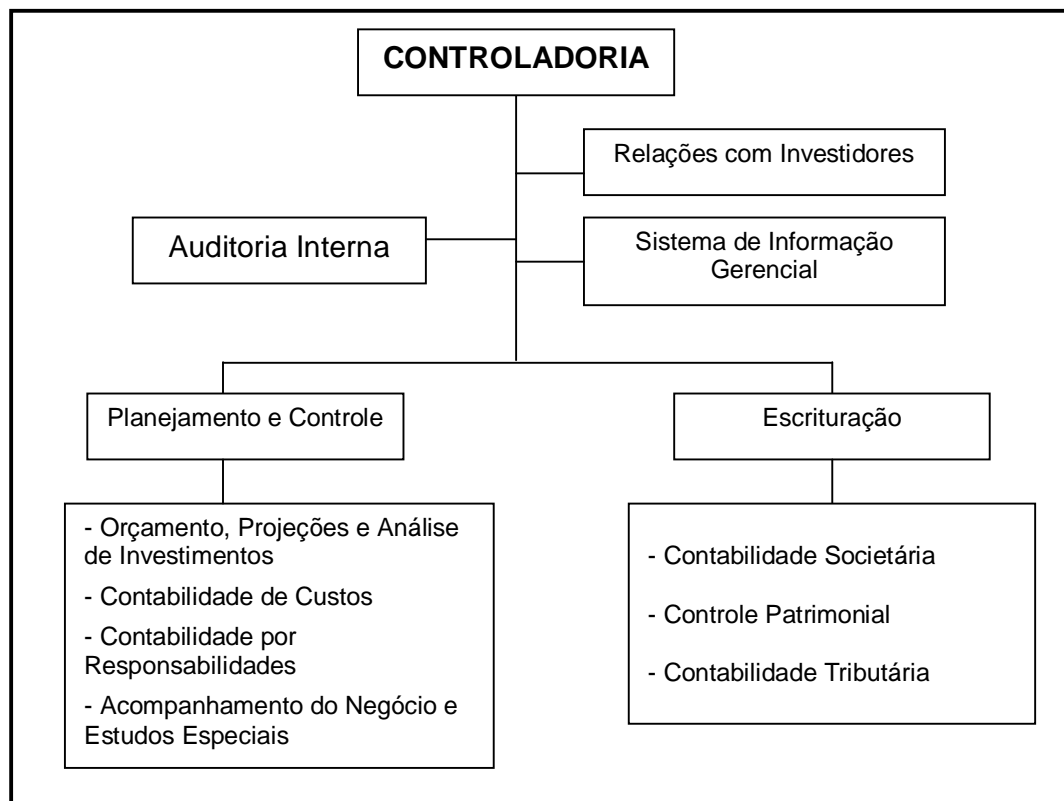 CONTROLADORIA
Relações com Investidores
Auditoria Interna
Sistema de Informação
Gerencial
Planejamento e Controle
Escrituração
- Orçamento, Projeções e Análise
de Investimentos
- Contabilidade de Custos
- Contabilidade por
Responsabilidades
- Acompanhamento do Negócio e
Estudos Especiais
- Contabilidade Societária
- Controle Patrimonial
- Contabilidade Tributária